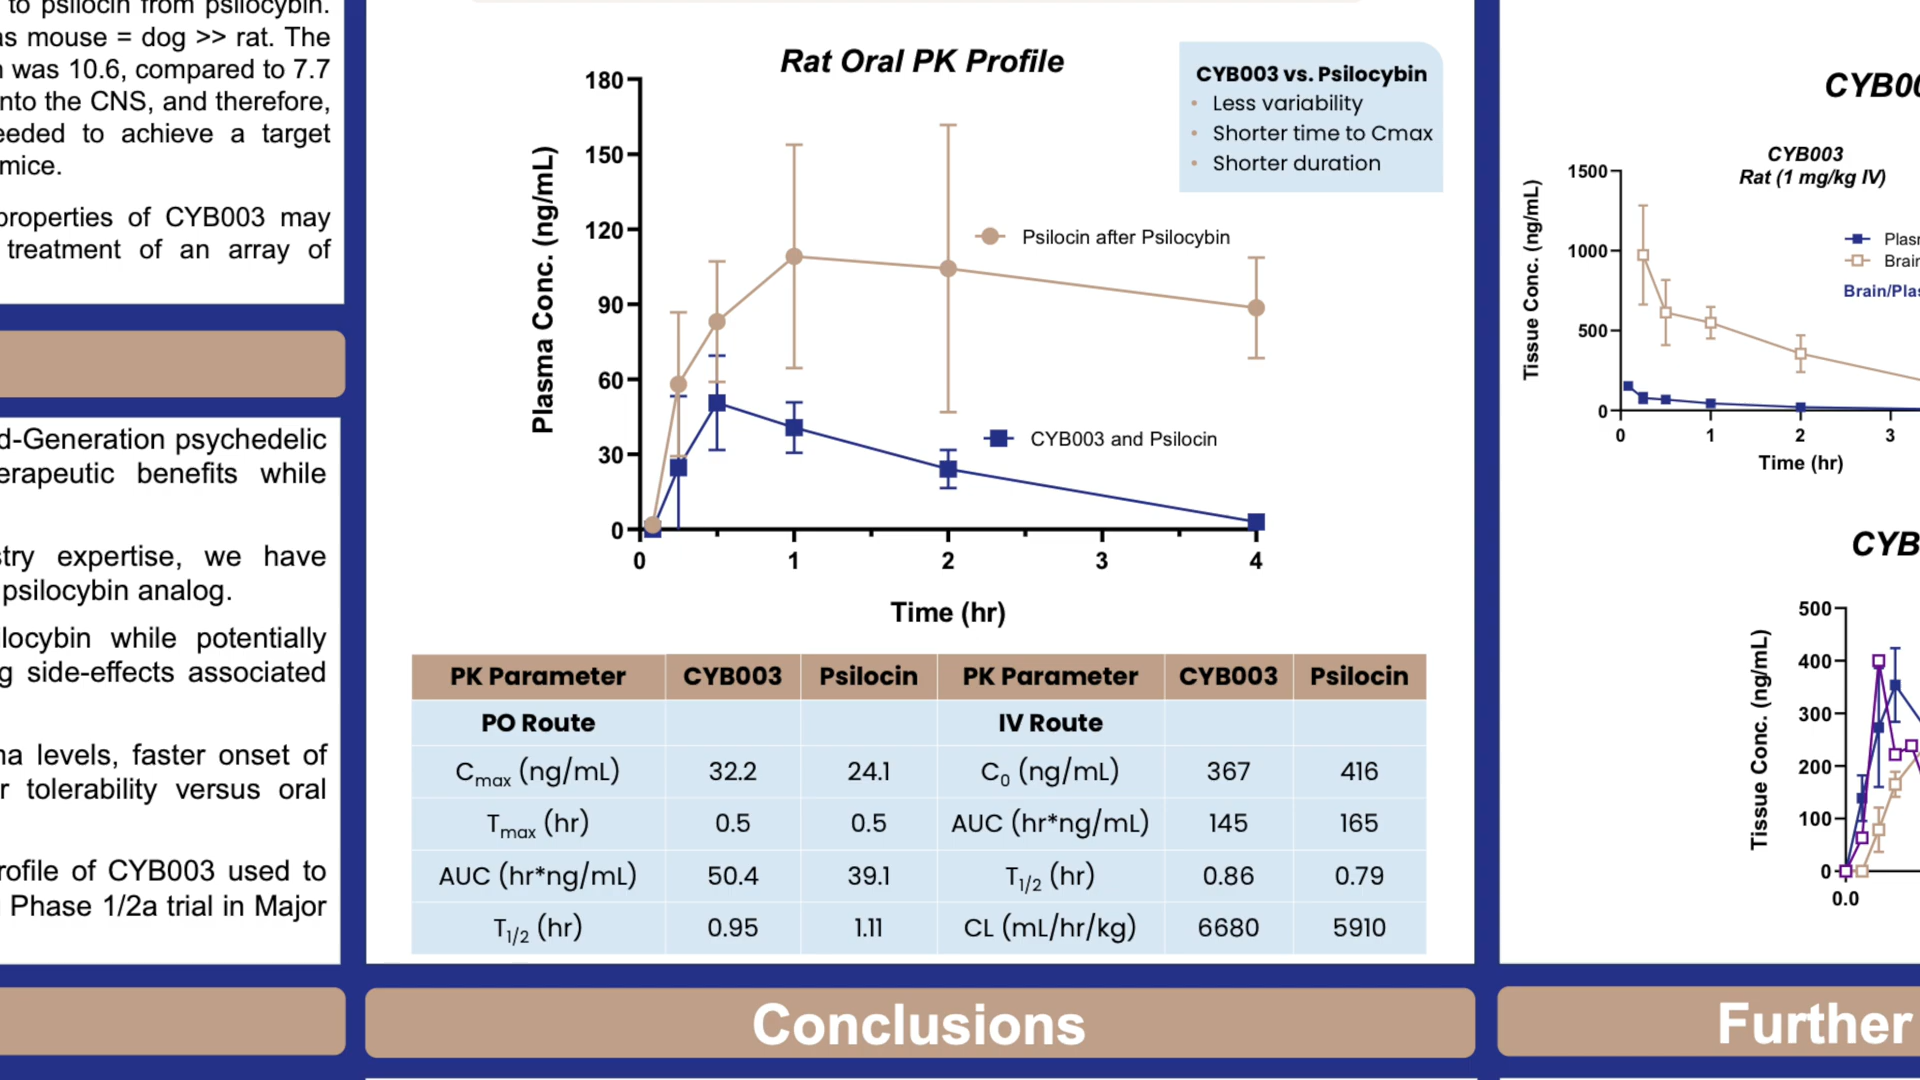 to psilocin from psilocybin.
as mouse = dog >> rat. The
was 10.6, compared to 7.7
into the CNS, and therefore,
needed to achieve a target
mice.
properties of CYB003 may
treatment of an array of
d-Generation psychedelic
therapeutic benefits while
stry expertise, we have
psilocybin analog.
ilocybin while potentially
g side-effects associated
na levels, faster onset of
r tolerability versus oral
rofile of CYB003 used to
Phase 1/2a trial in Major
Rat Oral PK Profile
CYB003 vs. Psilocybin
• Less variability
• Shorter time to Cmax
• Shorter duration
Plasma Conc. (ng/mL)
180
150
120
90
60
30
0
Psilocin after Psilocybin
CYB003 and Psilocin
0 1 2 3 4
Time (hr)
PK Parameter CYB003 Psilocin PK Parameter CYB003 Psilocin
PO Route IV Route
Cmax (ng/mL) 32.2 24.1 C0 (ng/mL) 367 416
Tmax (hr) 0.5 0.5 AUC (hr*ng/mL) 145 165
AUC (hr*ng/mL) 50.4 39.1 T1/2 (hr) 0.86 0.79
T1/2 (hr) 0.95 1.11 CL (mL/hr/kg) 6680 5910
Conclusions
CYB00
CYB003
Rat (1 mg/kg IV)
Tissue Conc. (ng/mL)
1500
1000
500
0
Plasm
Brain
Brain/Plas
0 1 2 3
Time (hr)
CYB
Tissue Conc. (ng/mL)
500
400
300
200
100
0
0.0
Further